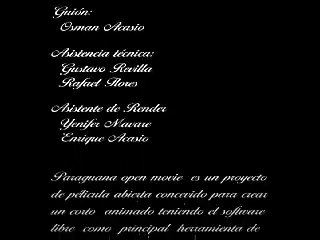 Guión:
Osman Acasio
Asistencia técnica:
Gustavo Revilla
Rafael Flores
Asistente de Render
Yenifer Navare
Enrique Acasio
Paraguana open movie es un proyecto
de película abierta concevido para crear
un corto animado teniendo el software
libre como principal herramienta de